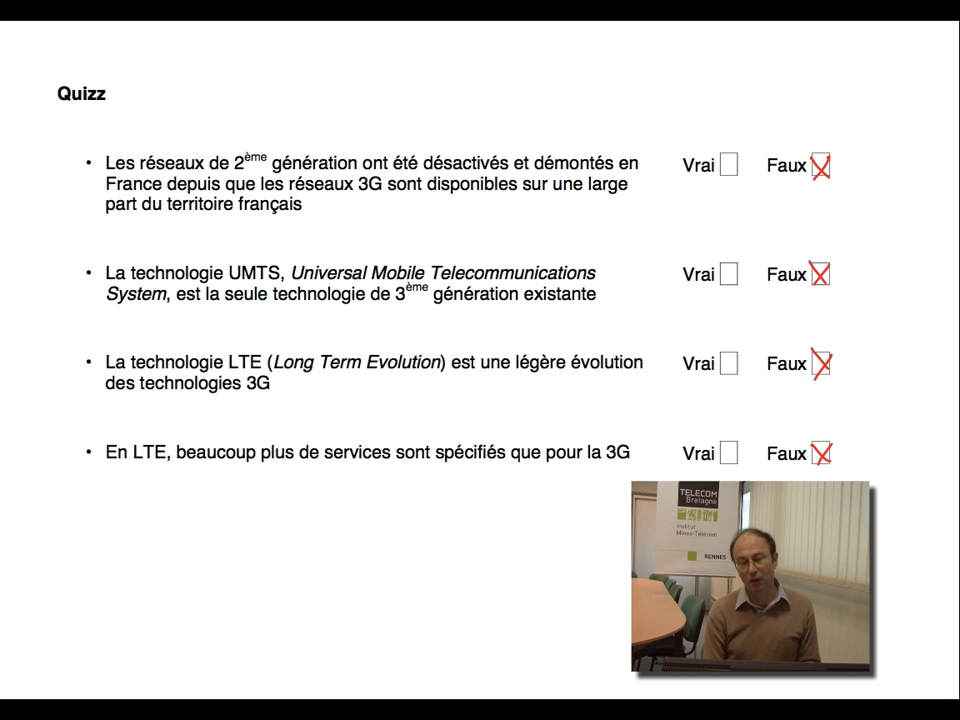 Quizz
• Les réseaux de 2ème génération ont été désactivés et démontés en Vrai Faux
France depuis que les réseaux 3G sont disponibles sur une large
part du territoire français
• La technologie UMTS, Universal Mobile Telecommunications Vrai Faux
System, est la seule technologie de 3ème génération existante
• La technologie LTE (Long Term Evolution) est une légère évolution Vrai Faux
des technologies 3G
• En LTE, beaucoup plus de services sont spécifiés que pour la 3G Vrai Faux
TELECOM
Bretagne
Institut
Mines-Télécom
RENNES